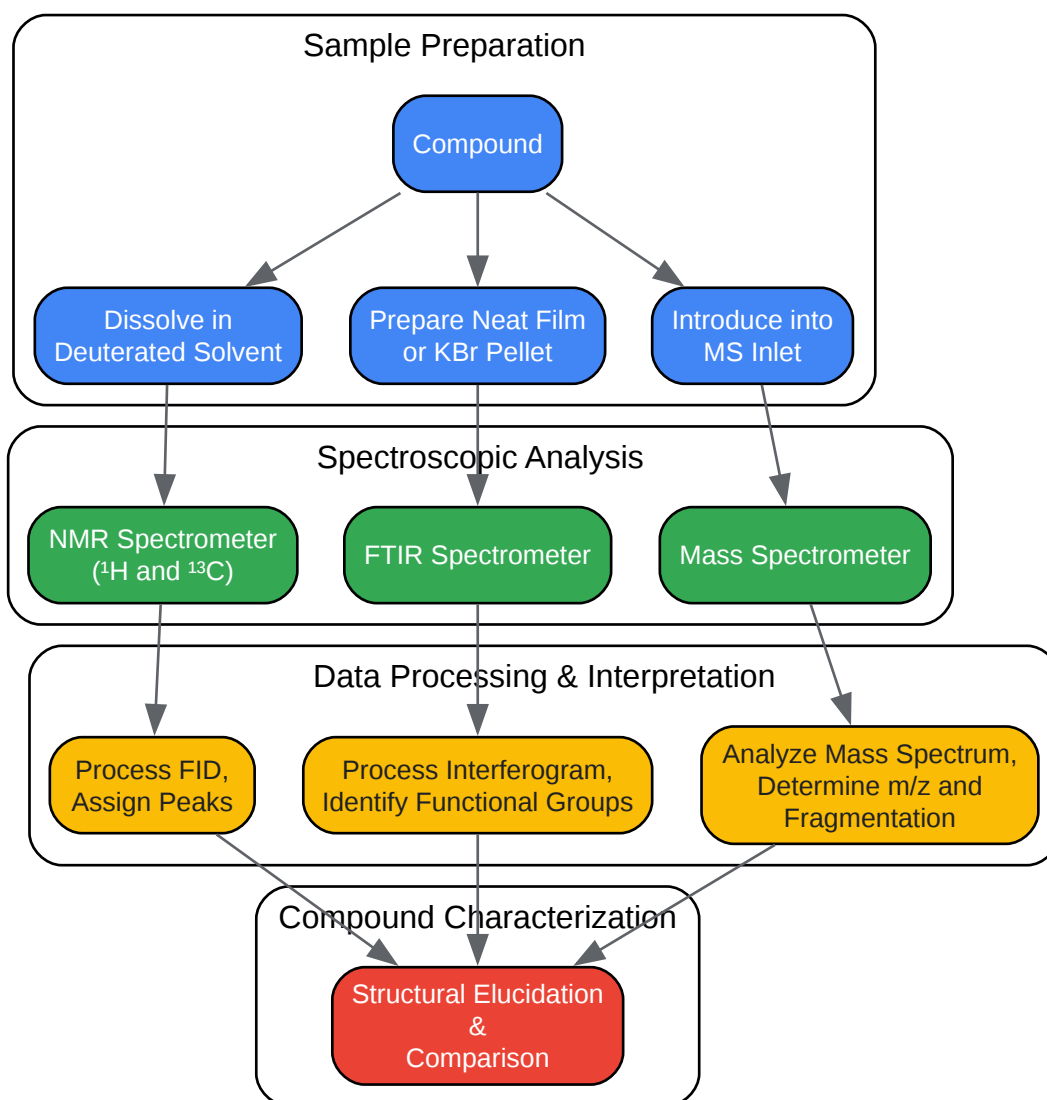 Sample Preparation
Compound
Dissolve in
Deuterated Solvent
Prepare Neat Film
or KBr Pellet
Introduce into
MS Inlet
Spectroscopic Analysis
NMR Spectrometer
(¹H and ¹³C)
FTIR Spectrometer
Mass Spectrometer
Data Processing & Interpretation
Process FID,
Assign Peaks
Process Interferogram,
Identify Functional Groups
Analyze Mass Spectrum,
Determine m/z and
Fragmentation
Compound Characterization
Structural Elucidation
&
Comparison